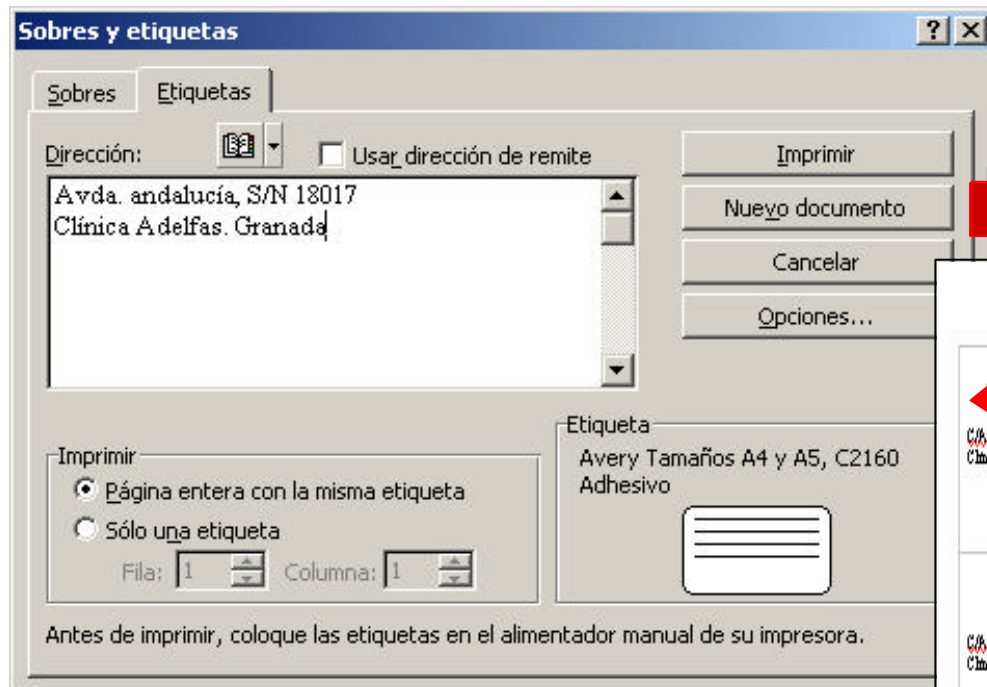 Sobres y etiquetas
Sobres Etiquetas
Dirección: Usar dirección de remite
Avda. andalucía, S/N 18017
Clínica Adelfas. Granada
Imprimir
Nuevo documento
Cancelar
Opciones...
Imprimir
Página entera con la misma etiqueta
Sólo una etiqueta
Fila: 1 Columna: 1
Etiqueta
Avery Tamaños A4 y A5, C2160
Adhesivo
Antes de imprimir, coloque las etiquetas en el alimentador manual de su impresora.